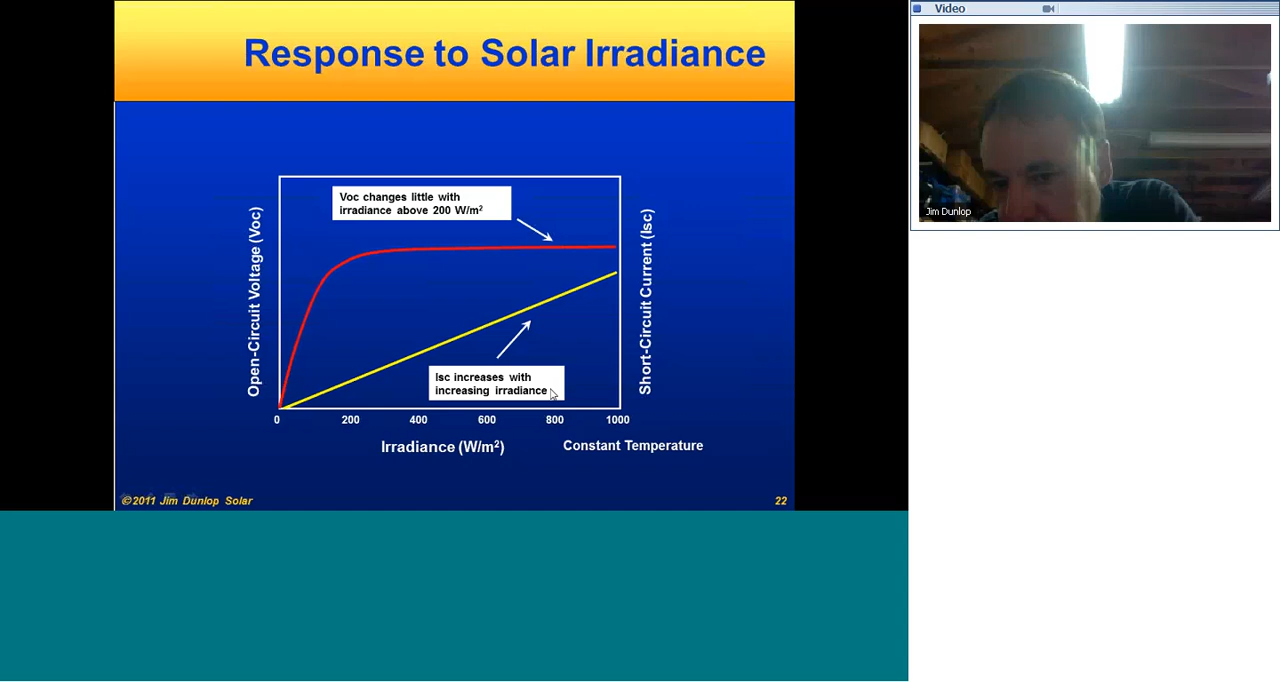 Response to Solar Irradiance
Video
Jim Dunlop
Voc changes little with
irradiance above 200 W/m²
Open-Circuit Voltage (Voc)
Short-Circuit Current (Isc)
Isc increases with
increasing irradiance
0 200 400 600 800 1000
Irradiance (W/m²)
Constant Temperature
©2011 Jim Dunlop Solar
22